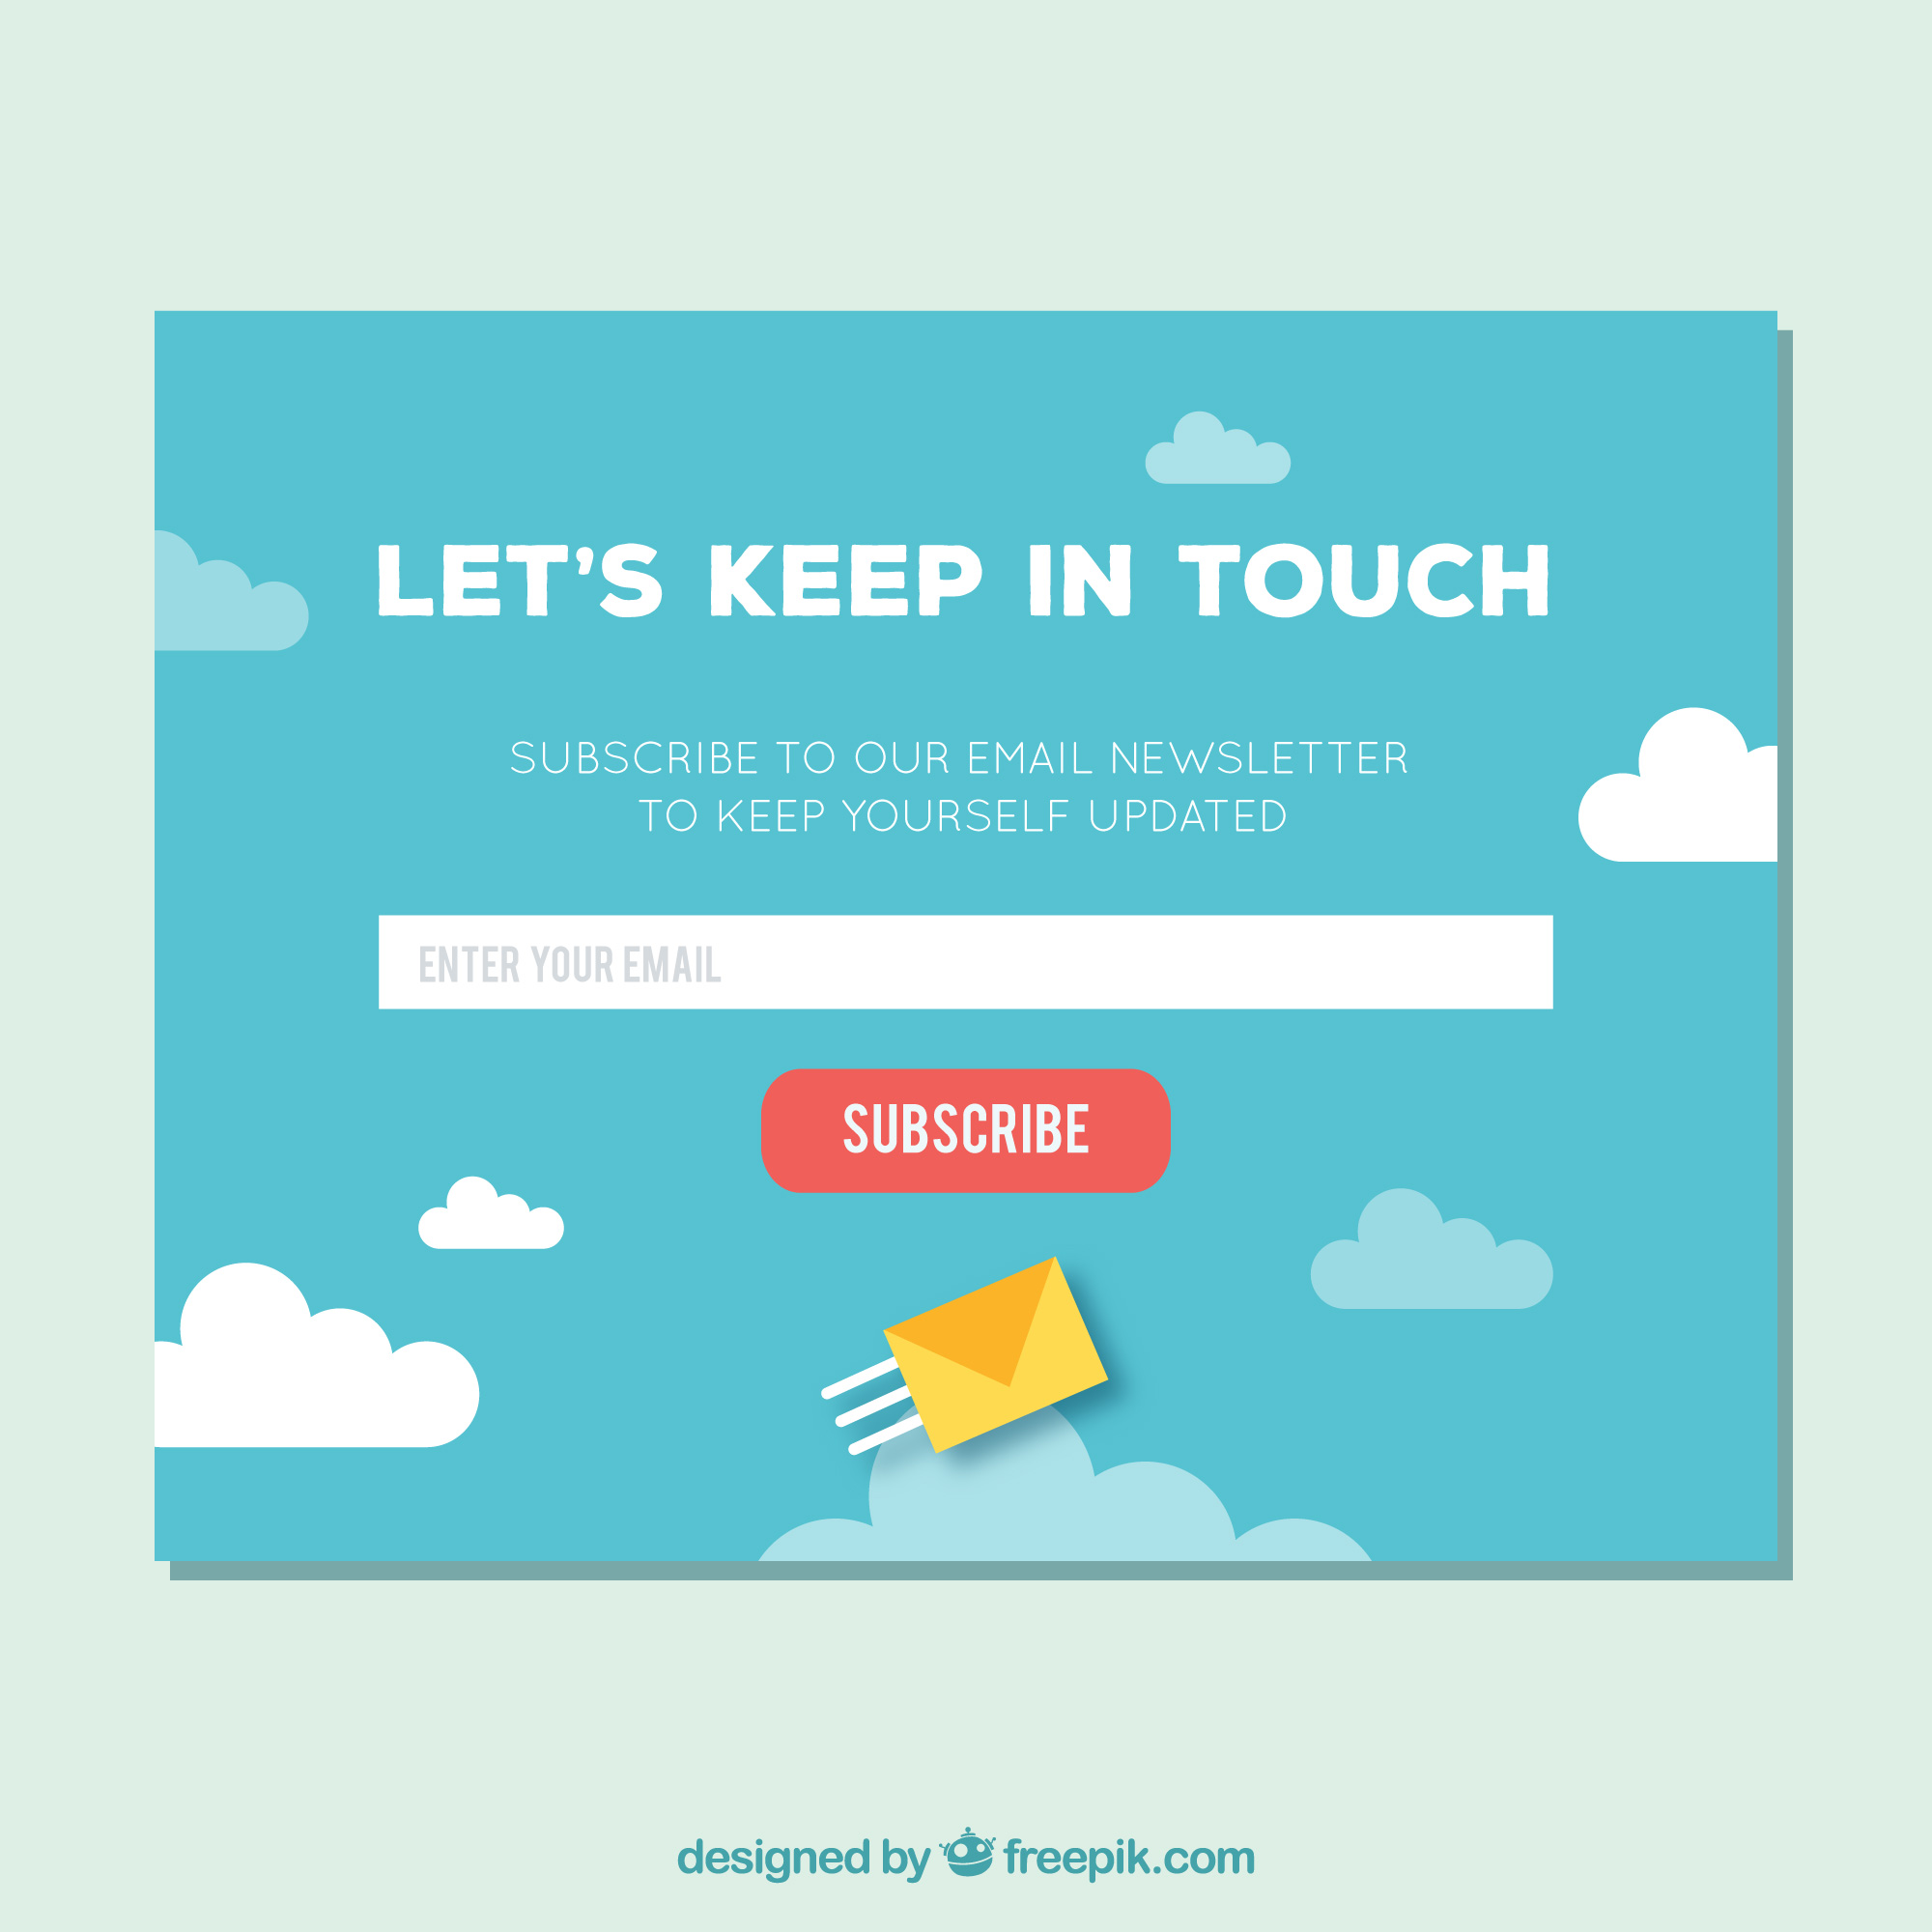 LET'S KEEP IN TOUCH
SUBSCRIBE TO OUR EMAIL NEWSLETTER
TO KEEP YOURSELF UPDATED
ENTER YOUR EMAIL
SUBSCRIBE
designed by freepik.com